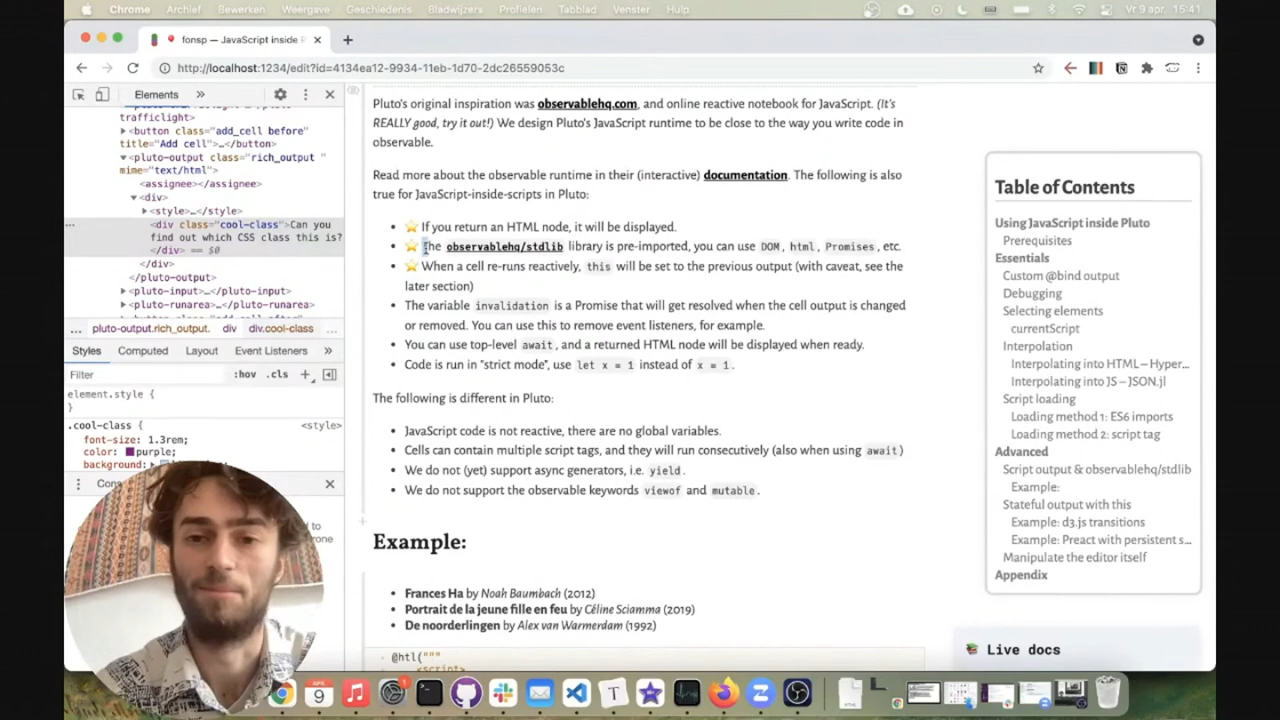 Chrome Archief Bewerken Weergave Geschiedenis Bladwijzers Profielen Tabblad Venster Help Vr 9 apr. 15:41
fonsp — JavaScript inside P
http://localhost:1234/edit?id=4134ea12-9934-11eb-1d70-2dc26559053c
Elements
trafficlight>
▶<button class="add_cell before"
title="Add cell">…</button>
▼<pluto-output class="rich_output "
mime="text/html">
<assignee></assignee>
▼<div>
▶<style>…</style>
<div class="cool-class">Can you
find out which CSS class this is?
</div> == $0
</div>
</pluto-output>
▶<pluto-input>…</pluto-input>
▶<pluto-runarea>…</pluto-runarea>
… pluto-output.rich_output. div div.cool-class …
Styles Computed Layout Event Listeners
Filter :hov .cls
element.style {
}
.cool-class { <style>
font-size: 1.3rem;
color: purple;
background:
Pluto's original inspiration was observablehq.com, and online reactive notebook for JavaScript. (It's
REALLY good, try it out!) We design Pluto's JavaScript runtime to be close to the way you write code in
observable.
Read more about the observable runtime in their (interactive) documentation. The following is also
true for JavaScript-inside-scripts in Pluto:
• ⭐ If you return an HTML node, it will be displayed.
• ⭐ The observablehq/stdlib library is pre-imported, you can use DOM, html, Promises, etc.
• ⭐ When a cell re-runs reactively, this will be set to the previous output (with caveat, see the
later section)
• The variable invalidation is a Promise that will get resolved when the cell output is changed
or removed. You can use this to remove event listeners, for example.
• You can use top-level await, and a returned HTML node will be displayed when ready.
• Code is run in "strict mode", use let x = 1 instead of x = 1.
The following is different in Pluto:
• JavaScript code is not reactive, there are no global variables.
• Cells can contain multiple script tags, and they will run consecutively (also when using await)
• We do not (yet) support async generators, i.e. yield.
• We do not support the observable keywords viewof and mutable.
Example:
• Frances Ha by Noah Baumbach (2012)
• Portrait de la jeune fille en feu by Céline Sciamma (2019)
• De noorderlingen by Alex van Warmerdam (1992)
@htl("""
<script>
Table of Contents
Using JavaScript inside Pluto
Prerequisites
Essentials
Custom @bind output
Debugging
Selecting elements
currentScript
Interpolation
Interpolating into HTML – Hyper…
Interpolating into JS – JSON.jl
Script loading
Loading method 1: ES6 imports
Loading method 2: script tag
Advanced
Script output & observablehq/stdlib
Example:
Stateful output with this
Example: d3.js transitions
Example: Preact with persistent s…
Manipulate the editor itself
Appendix
Live docs
APR.
9
1